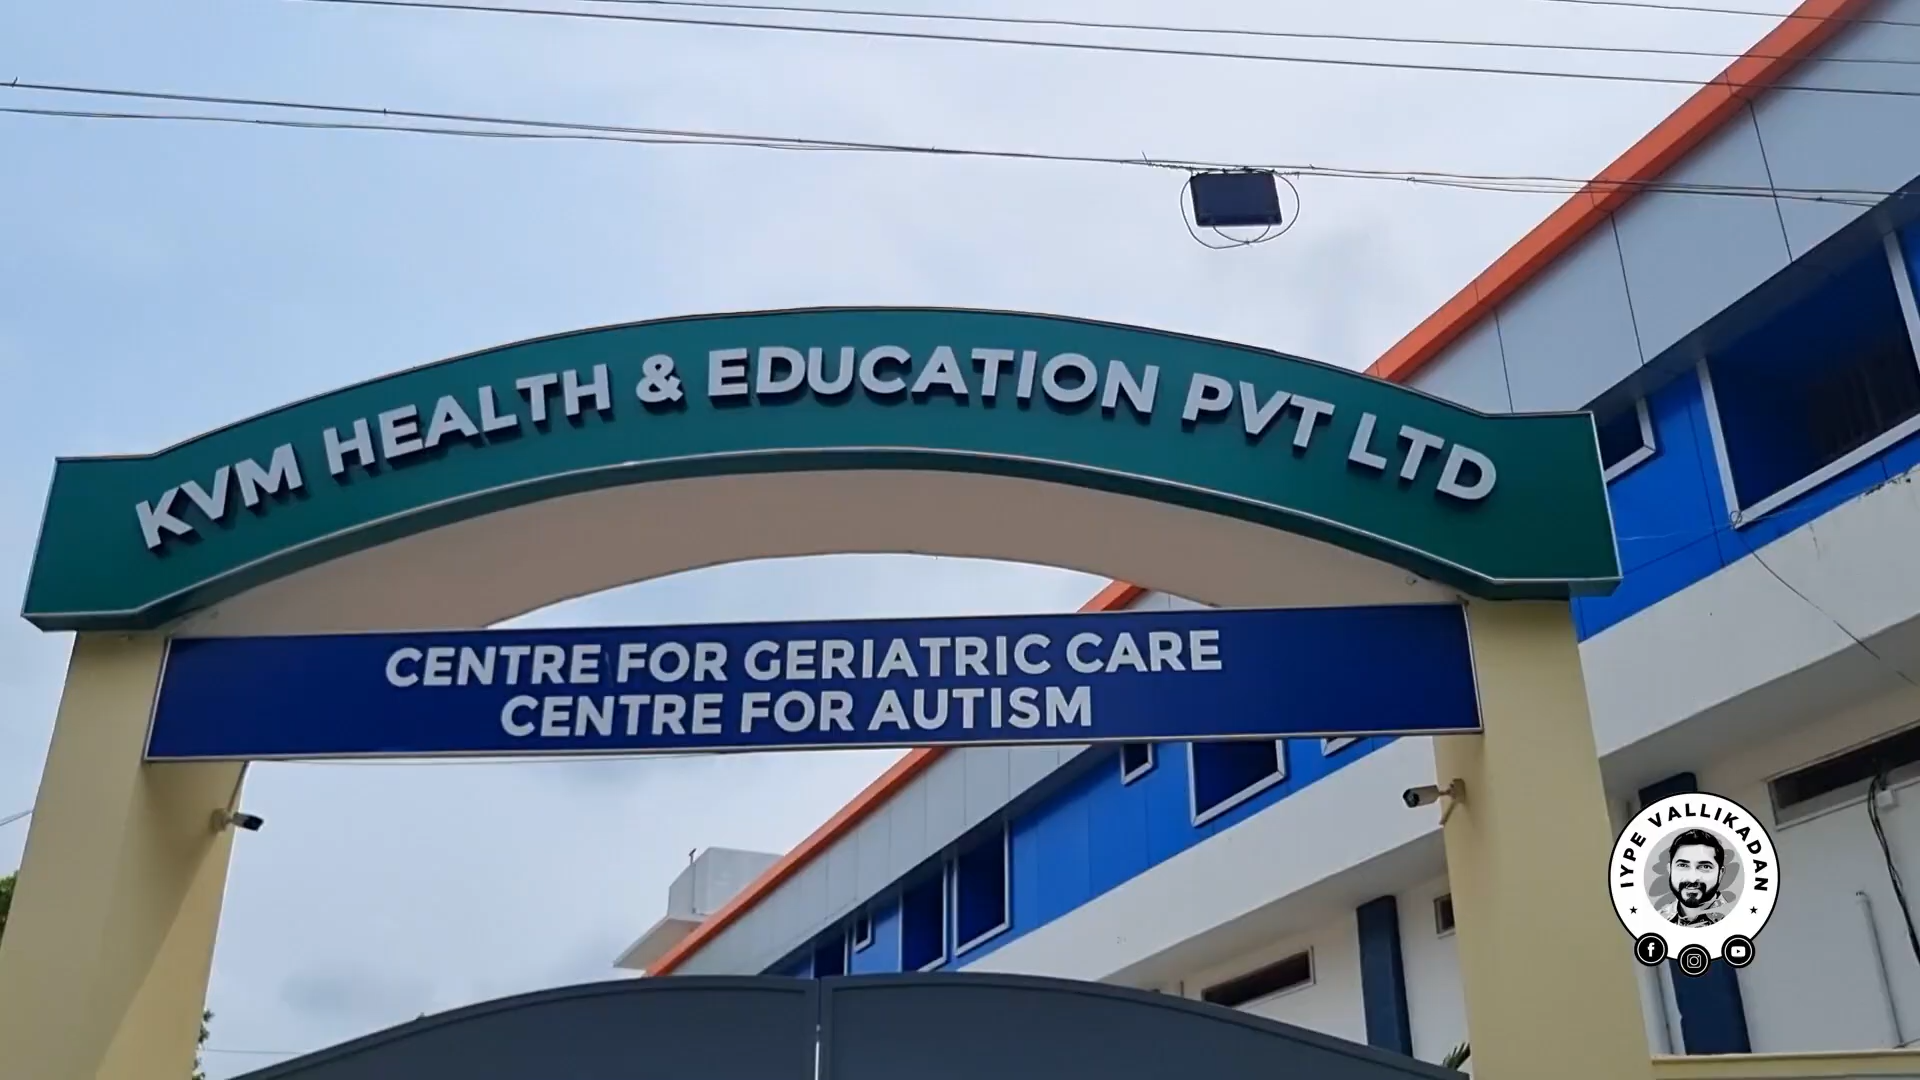 KVM HEALTH & EDUCATION PVT LTD
CENTRE FOR GERIATRIC CARE
CENTRE FOR AUTISM
IYPE VALLIKADAN